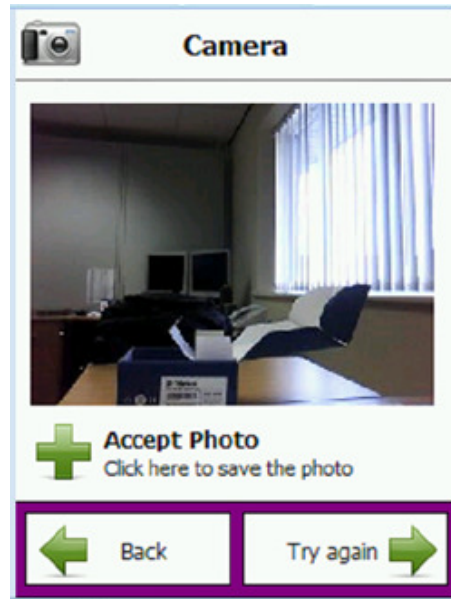 Camera
Accept Photo
Click here to save the photo
Back
Try again